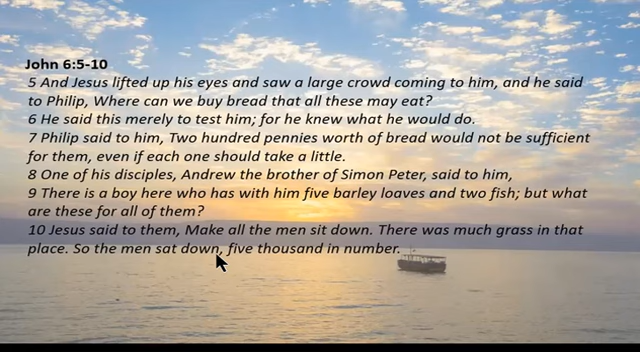 John 6:5-10
5 And Jesus lifted up his eyes and saw a large crowd coming to him, and he said
to Philip, Where can we buy bread that all these may eat?
6 He said this merely to test him; for he knew what he would do.
7 Philip said to him, Two hundred pennies worth of bread would not be sufficient
for them, even if each one should take a little.
8 One of his disciples, Andrew the brother of Simon Peter, said to him,
9 There is a boy here who has with him five barley loaves and two fish; but what
are these for all of them?
10 Jesus said to them, Make all the men sit down. There was much grass in that
place. So the men sat down, five thousand in number.